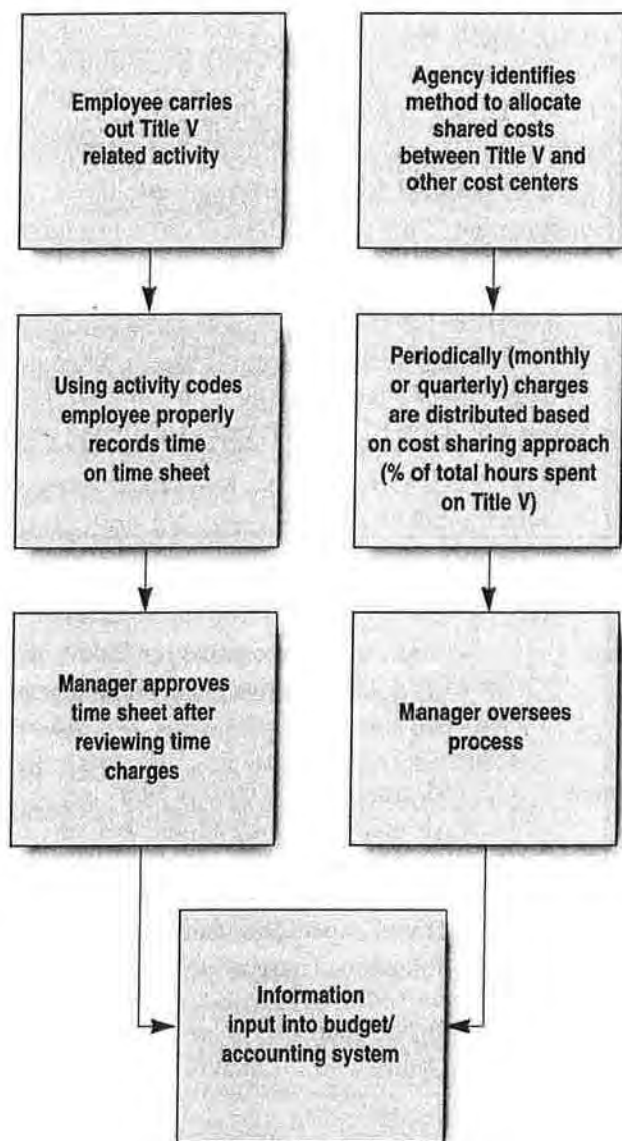 Employee carries
out Title V
related activity
Agency identifies
method to allocate
shared costs
between Title V and
other cost centers
Using activity codes
employee properly
records time
on time sheet
Periodically (monthly
or quarterly) charges
are distributed based
on cost sharing approach
(% of total hours spent
on Title V)
Manager approves
time sheet after
reviewing time
charges
Manager oversees
process
Information
input into budget/
accounting system